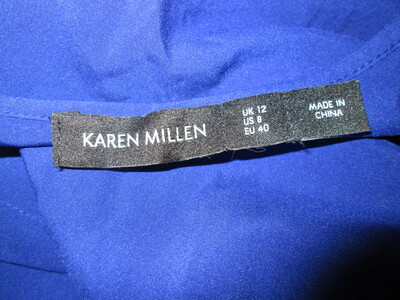 KAREN MILLEN
UK 12
US 8
EU 40
MADE IN
CHINA